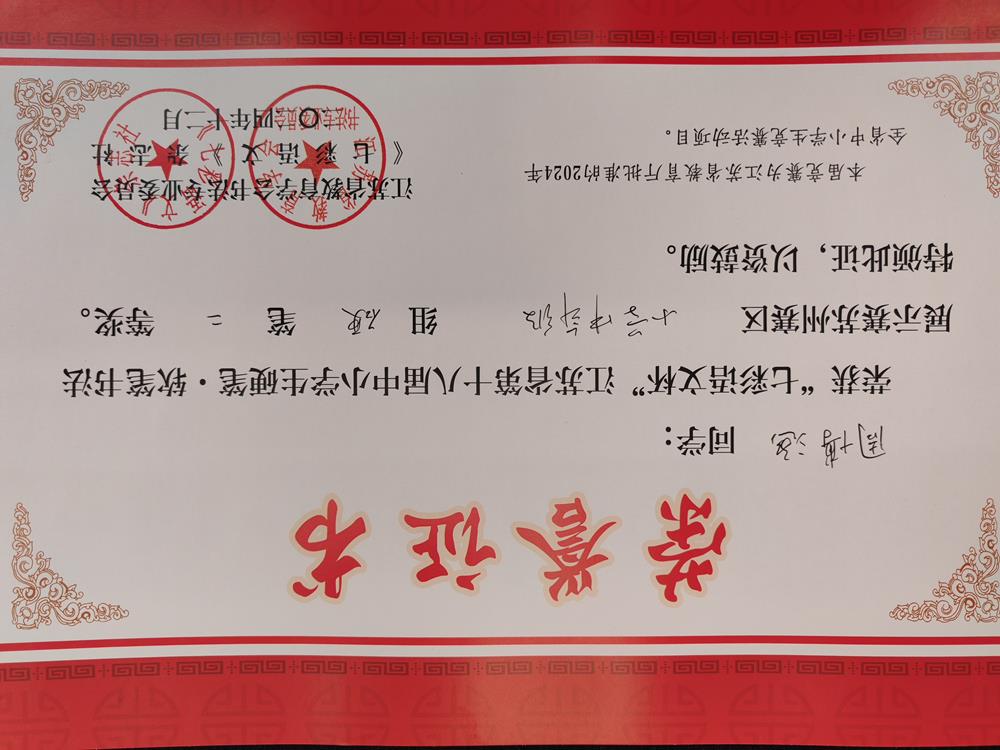 荣誉证书
周博涵 同学：
荣获“七彩语文杯”江苏省第十八届中小学生硬笔·软笔书法
展示赛苏州赛区 小学中年级 组 硬 笔 二 等奖。
特颁此证，以资鼓励。
本届竞赛为江苏省教育厅批准的2024年
全省中小学生竞赛活动项目。
江苏省教育学会书法专业委员会
《七彩语文》杂志社
二〇二四年十二月